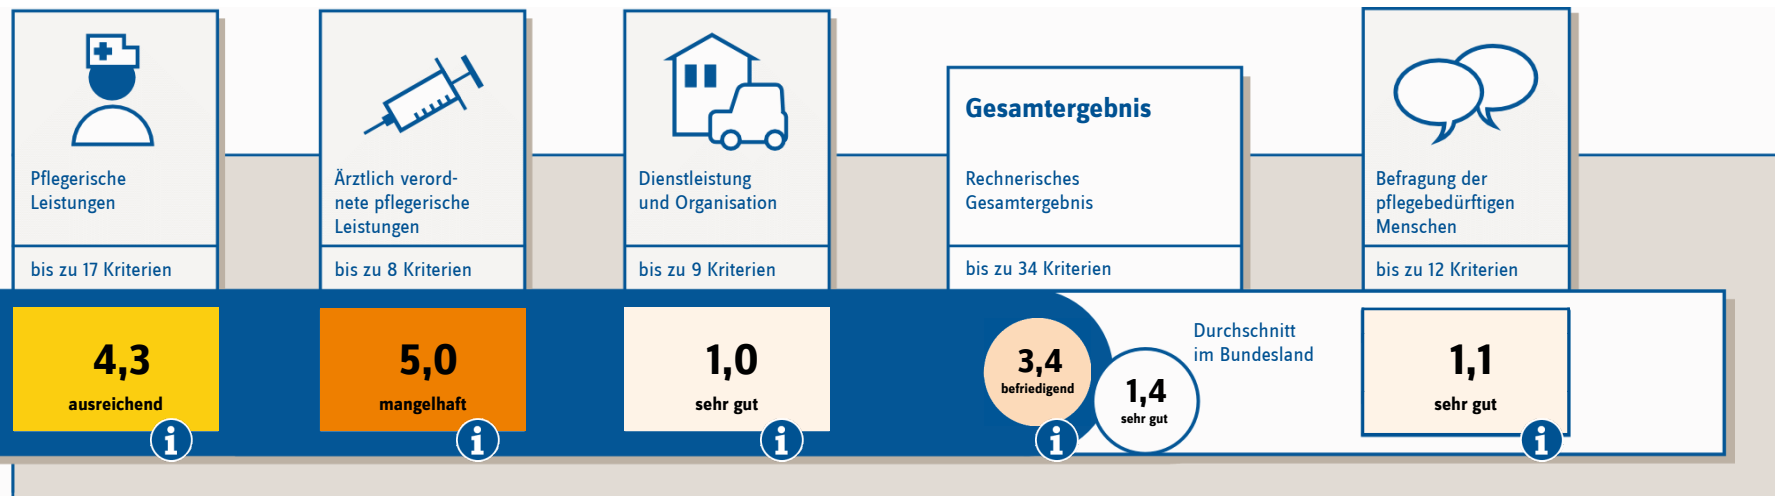 Pflegerische
Leistungen
bis zu 17 Kriterien
4,3
ausreichend
i
Ärztlich verord-
nete pflegerische
Leistungen
bis zu 8 Kriterien
5,0
mangelhaft
i
Dienstleistung
und Organisation
bis zu 9 Kriterien
1,0
sehr gut
i
Gesamtergebnis
Rechnerisches
Gesamtergebnis
bis zu 34 Kriterien
3,4
befriedigend
i
1,4
sehr gut
Durchschnitt
im Bundesland
Befragung der
pflegebedürftigen
Menschen
bis zu 12 Kriterien
1,1
sehr gut
i